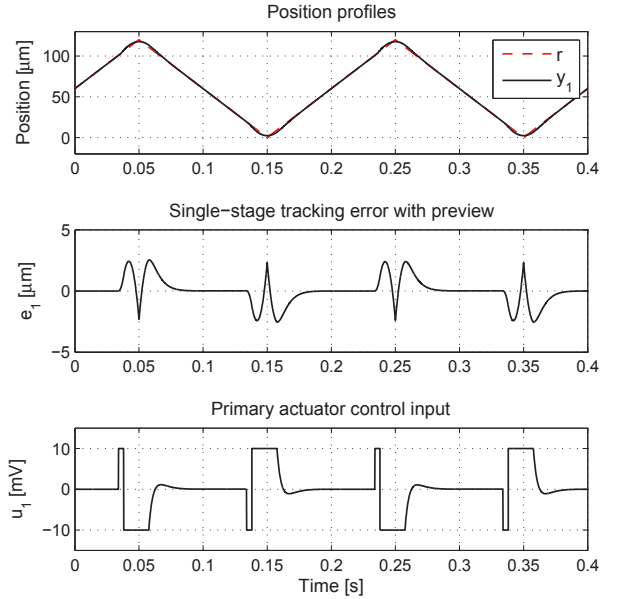 Position profiles
Position [μm]
100
50
0
r
y1
0 0.05 0.1 0.15 0.2 0.25 0.3 0.35 0.4
Single−stage tracking error with preview
e1 [μm]
5
0
−5
0 0.05 0.1 0.15 0.2 0.25 0.3 0.35 0.4
Primary actuator control input
u1 [mV]
10
0
−10
0 0.05 0.1 0.15 0.2 0.25 0.3 0.35 0.4
Time [s]